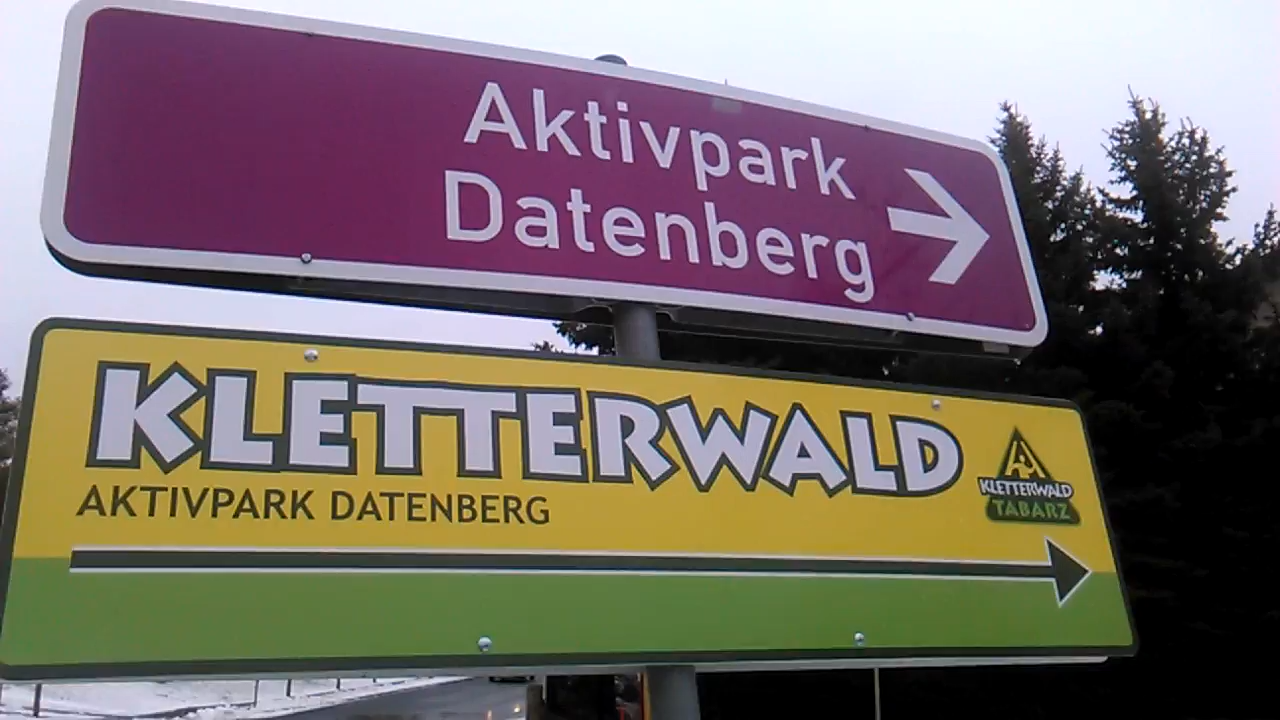 Aktivpark
Datenberg
KLETTERWALD
AKTIVPARK DATENBERG
KLETTERWALD
TABARZ